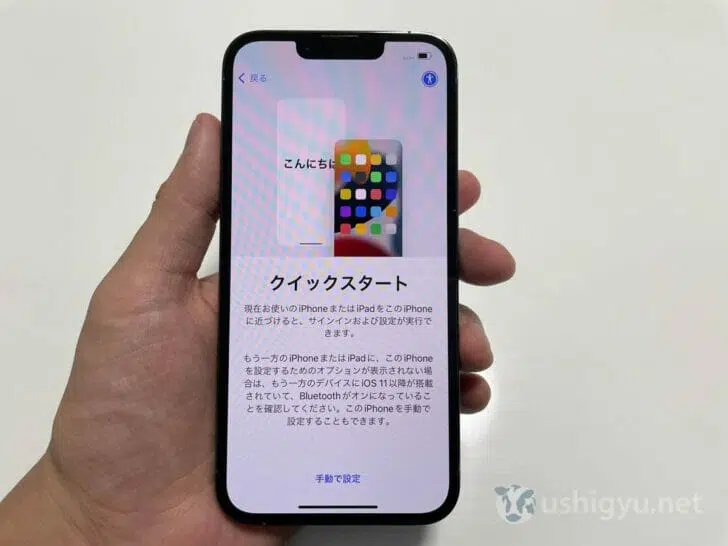 戻る
こんにちは
クイックスタート
現在お使いのiPhoneまたはiPadをこのiPhone
に近づけると、サインインおよび設定が実行で
きます。
もう一方のiPhoneまたはiPadに、このiPhone
を設定するためのオプションが表示されない場
合は、もう一方のデバイスにiOS 11以降が搭載
されていて、Bluetoothがオンになっているこ
とを確認してください。このiPhoneを手動で
設定することもできます。
手動で設定
ushigyu.net